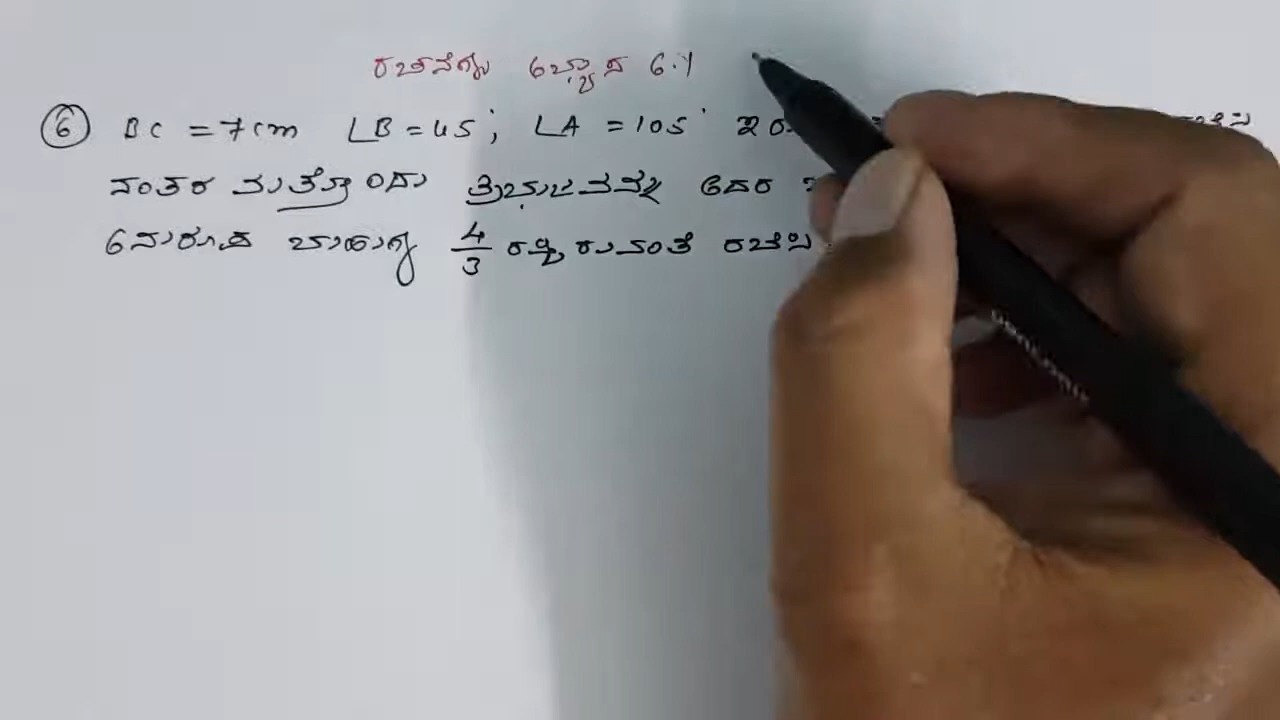 ರಚನೆಗಳು ಅಭ್ಯಾಸ 6.1
⑥ BC = 7cm ∠B = 45°, ∠A = 105°
ನಂತರ ಮತ್ತೊಂದು ತ್ರಿಭುಜವನ್ನು ಅದರ
ಅನುರೂಪ ಬಾಹುಗಳ 4/3 ರಷ್ಟಿರುವಂತೆ ರಚಿಸಿ